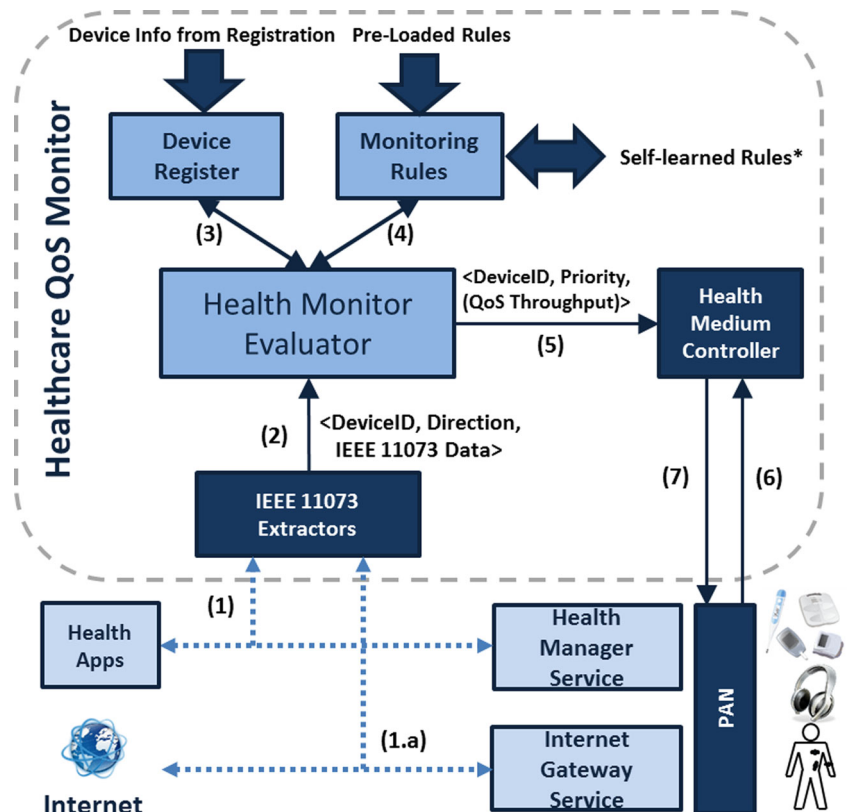 Device Info from Registration
Pre-Loaded Rules
Healthcare QoS Monitor
Device
Register
Monitoring
Rules
Self-learned Rules*
(3)
(4)
Health Monitor
Evaluator
<DeviceID, Priority,
(QoS Throughput)>
(5)
Health
Medium
Controller
(2)
<DeviceID, Direction,
IEEE 11073 Data>
(7)
(6)
IEEE 11073
Extractors
(1)
Health
Apps
Health
Manager
Service
PAN
(1.a)
Internet
Gateway
Service
Internet